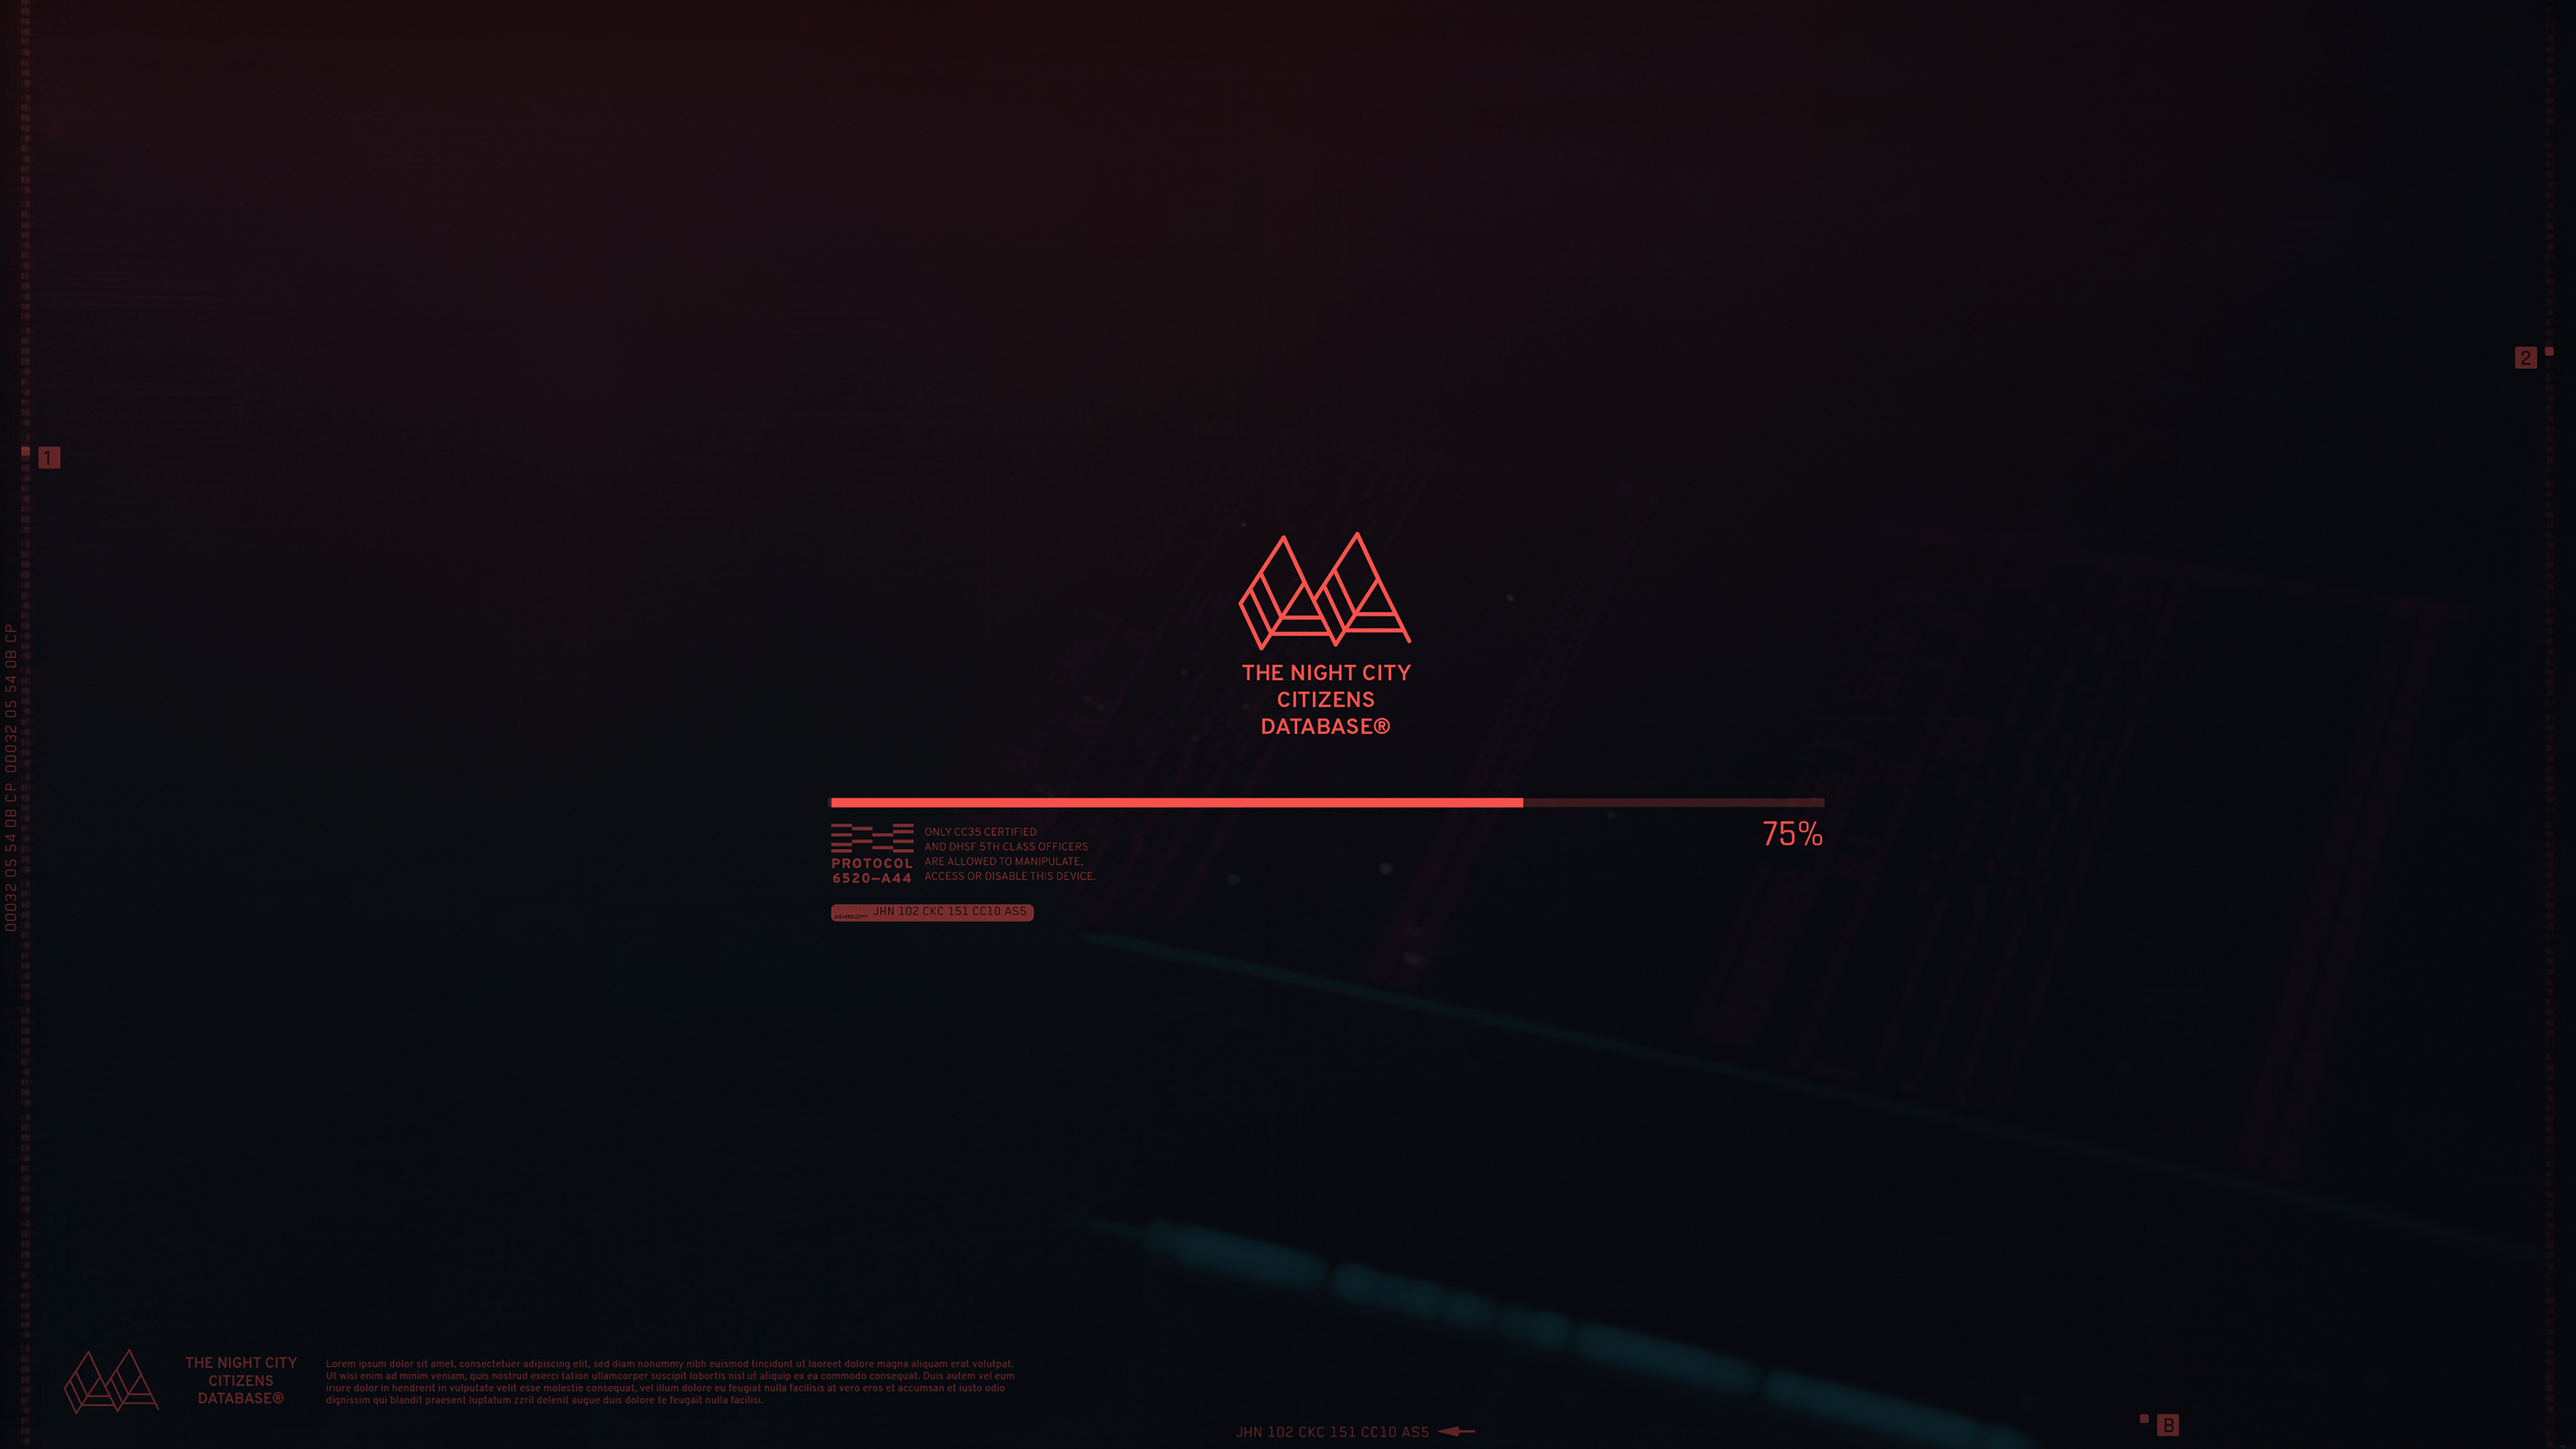 2
1
THE NIGHT CITY
CITIZENS
DATABASE®
75%
PROTOCOL
6520–A44
ONLY CC35 CERTIFIED
AND DHSF 5TH CLASS OFFICERS
ARE ALLOWED TO MANIPULATE,
ACCESS OR DISABLE THIS DEVICE.
JHN 102 CKC 151 CC10 AS5
00032 05 54 0B CP 00032 05 54 0B CP
THE NIGHT CITY
CITIZENS
DATABASE®
Lorem ipsum dolor sit amet, consectetuer adipiscing elit, sed diam nonummy nibh euismod tincidunt ut laoreet dolore magna aliquam erat volutpat.
Ut wisi enim ad minim veniam, quis nostrud exerci tation ullamcorper suscipit lobortis nisl ut aliquip ex ea commodo consequat. Duis autem vel eum
iriure dolor in hendrerit in vulputate velit esse molestie consequat, vel illum dolore eu feugiat nulla facilisis at vero eros et accumsan et iusto odio
dignissim qui blandit praesent luptatum zzril delenit augue duis dolore te feugait nulla facilisi.
JHN 102 CKC 151 CC10 AS5
B